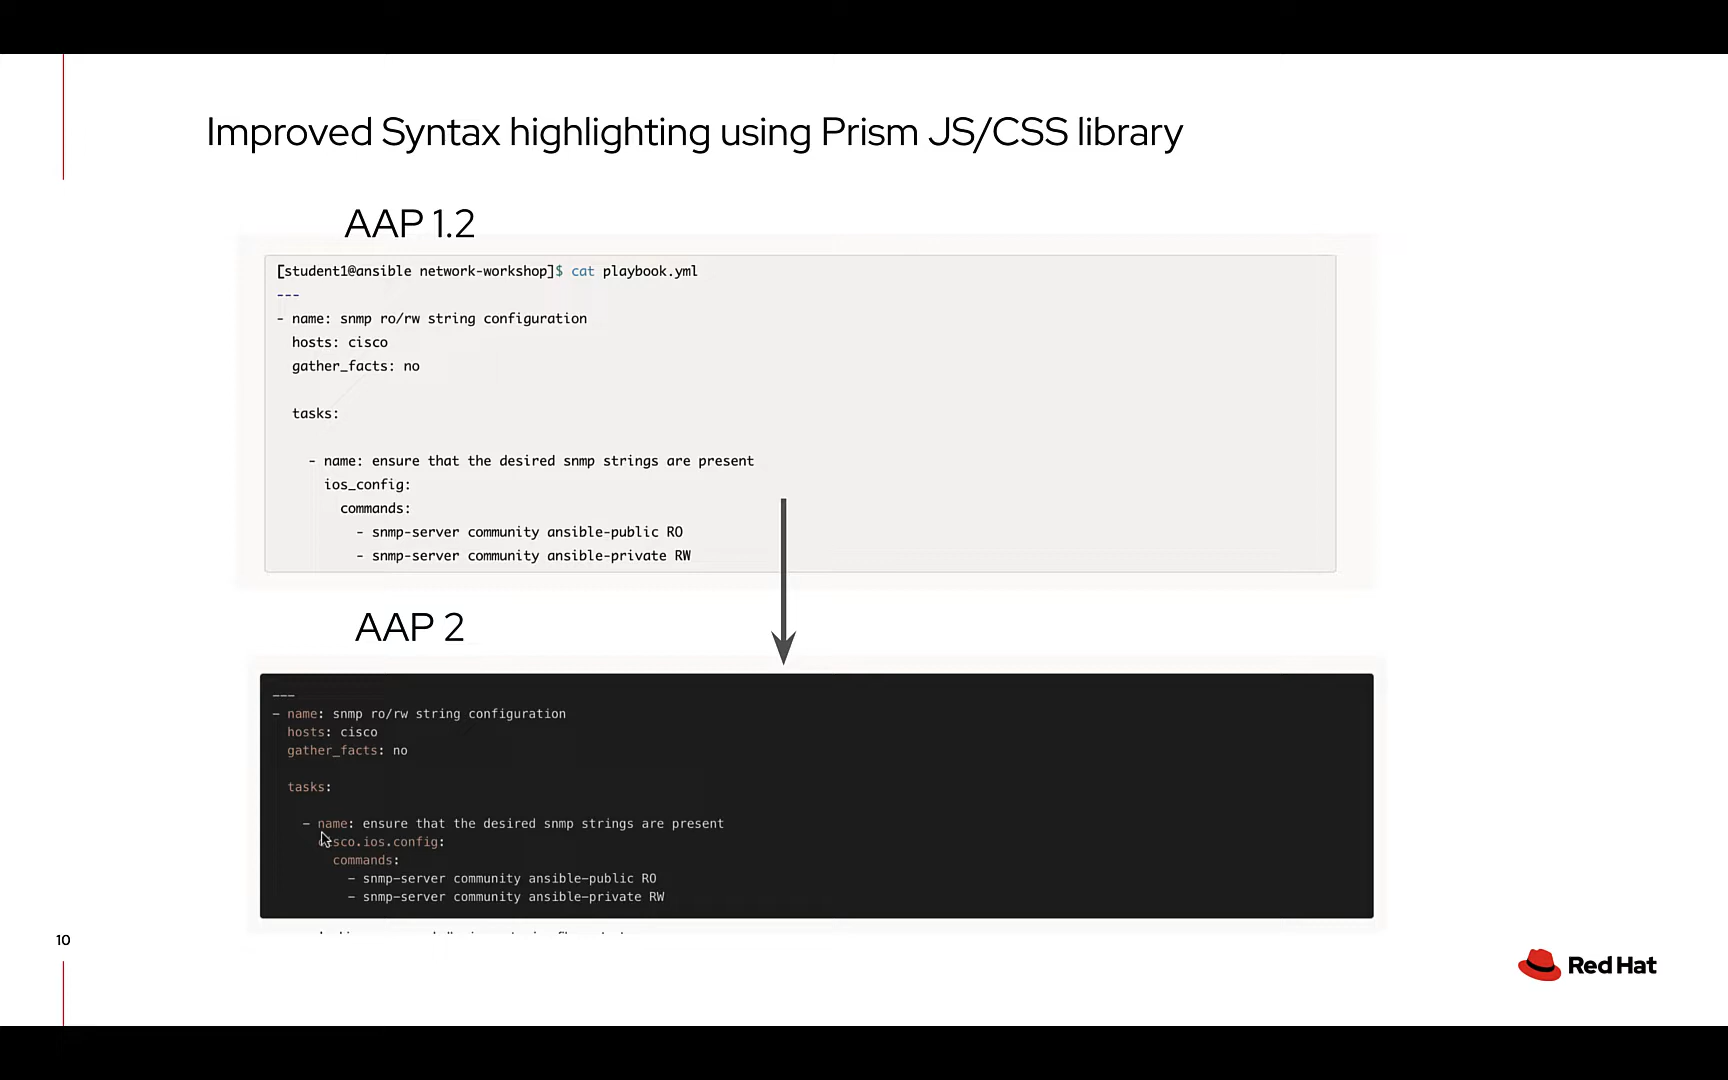 Improved Syntax highlighting using Prism JS/CSS library
AAP 1.2
[student1@ansible network-workshop]$ cat playbook.yml
---
- name: snmp ro/rw string configuration
  hosts: cisco
  gather_facts: no
  tasks:
    - name: ensure that the desired snmp strings are present
      ios_config:
        commands:
          - snmp-server community ansible-public RO
          - snmp-server community ansible-private RW
AAP 2
---
- name: snmp ro/rw string configuration
  hosts: cisco
  gather_facts: no
  tasks:
    - name: ensure that the desired snmp strings are present
      cisco.ios.config:
        commands:
          - snmp-server community ansible-public RO
          - snmp-server community ansible-private RW
10
Red Hat